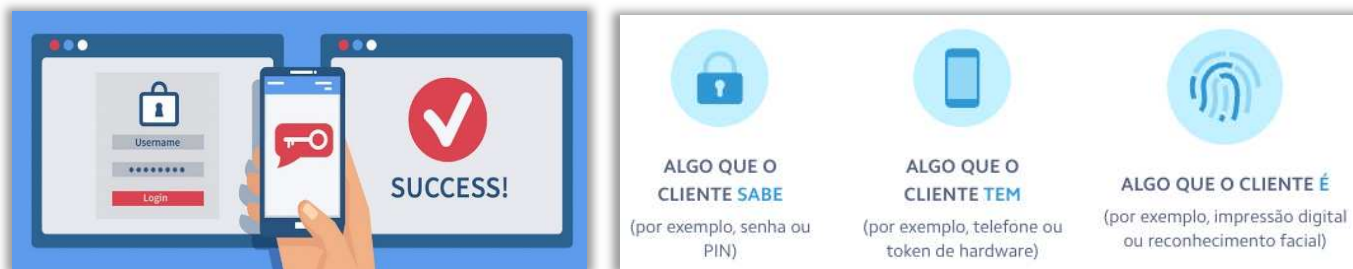 Username
********
Login
SUCCESS!
ALGO QUE O
CLIENTE SABE
(por exemplo, senha ou
PIN)
ALGO QUE O
CLIENTE TEM
(por exemplo, telefone ou
token de hardware)
ALGO QUE O CLIENTE É
(por exemplo, impressão digital
ou reconhecimento facial)